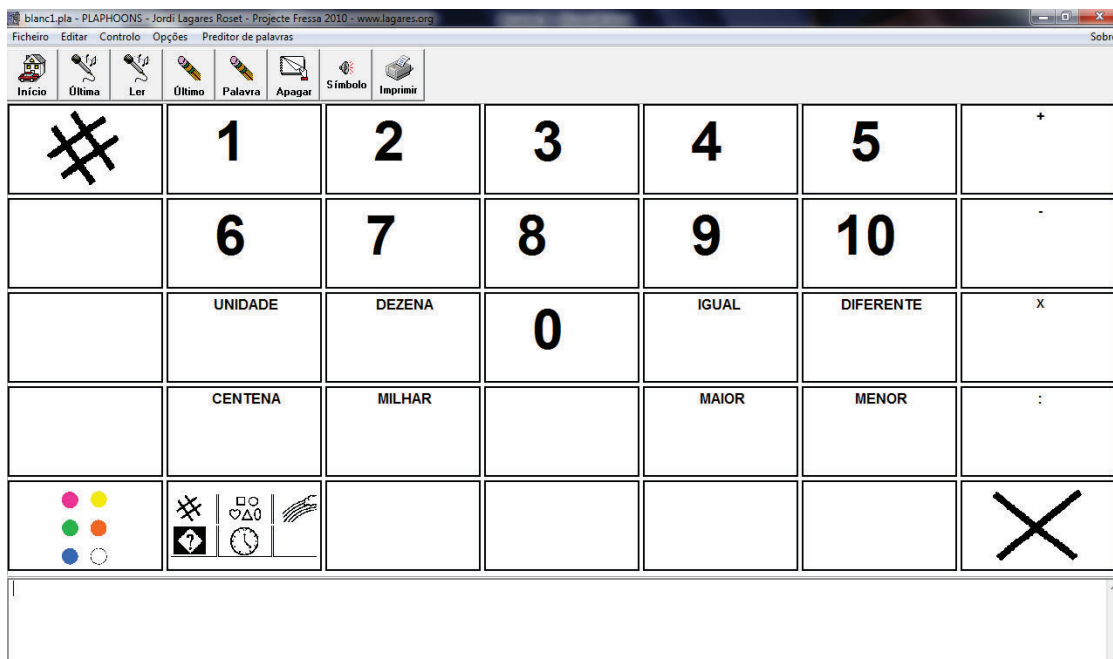 blanc1.pla - PLAPHOONS - Jordi Lagares Roset - Projecte Fressa 2010 - www.lagares.org
Ficheiro Editar Controlo Opções Preditor de palavras Sobre
Início Última Ler Último Palavra Apagar Símbolo Imprimir
1 2 3 4 5 +
6 7 8 9 10 -
UNIDADE DEZENA 0 IGUAL DIFERENTE X
CENTENA MILHAR MAIOR MENOR :
?